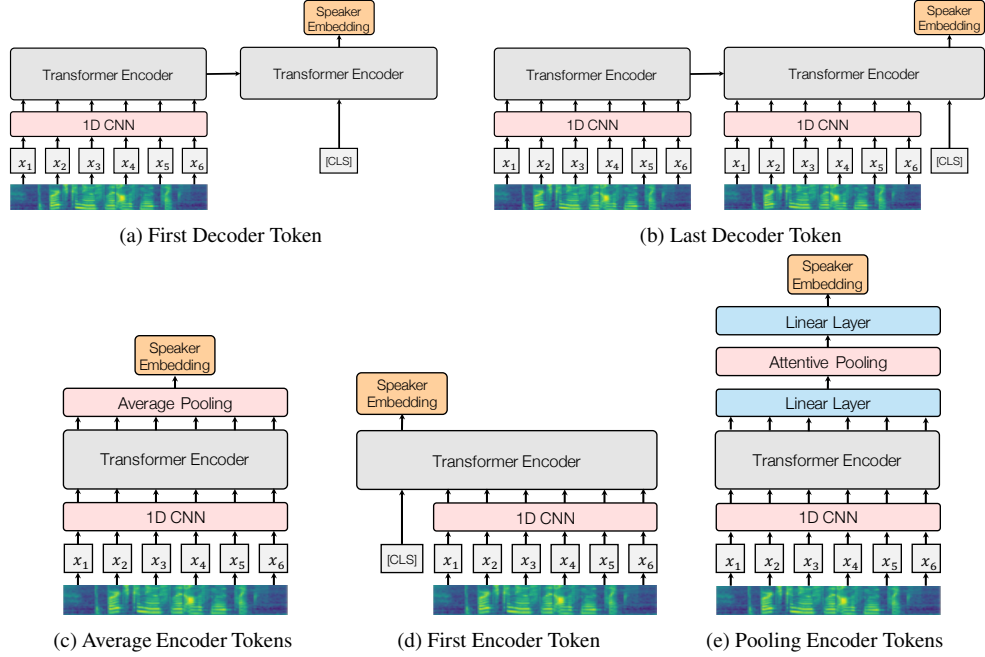 Speaker
Embedding
Transformer Encoder
Transformer Encoder
1D CNN
x₁ x₂ x₃ x₄ x₅ x₆
[CLS]
(a) First Decoder Token
Speaker
Embedding
Transformer Encoder
Transformer Encoder
1D CNN
1D CNN
x₁ x₂ x₃ x₄ x₅ x₆
x₁ x₂ x₃ x₄ x₅ x₆
[CLS]
(b) Last Decoder Token
Speaker
Embedding
Average Pooling
Transformer Encoder
1D CNN
x₁ x₂ x₃ x₄ x₅ x₆
(c) Average Encoder Tokens
Speaker
Embedding
Transformer Encoder
1D CNN
[CLS]
x₁ x₂ x₃ x₄ x₅ x₆
(d) First Encoder Token
Speaker
Embedding
Linear Layer
Attentive Pooling
Linear Layer
Transformer Encoder
1D CNN
x₁ x₂ x₃ x₄ x₅ x₆
(e) Pooling Encoder Tokens